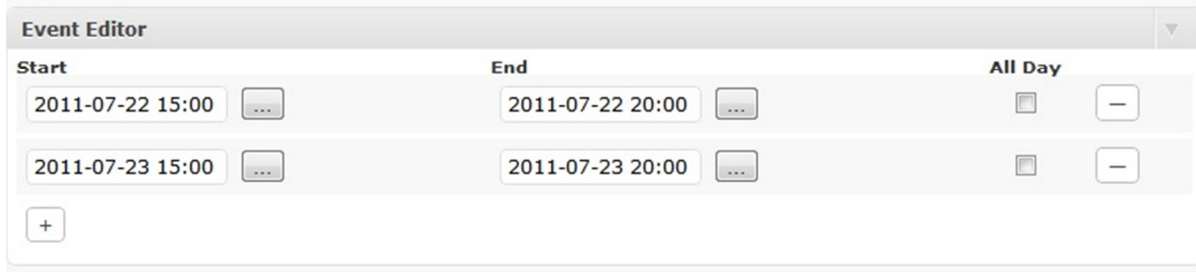 Event Editor
Start End All Day
2011-07-22 15:00 ... 2011-07-22 20:00 ... –
2011-07-23 15:00 ... 2011-07-23 20:00 ... –
+